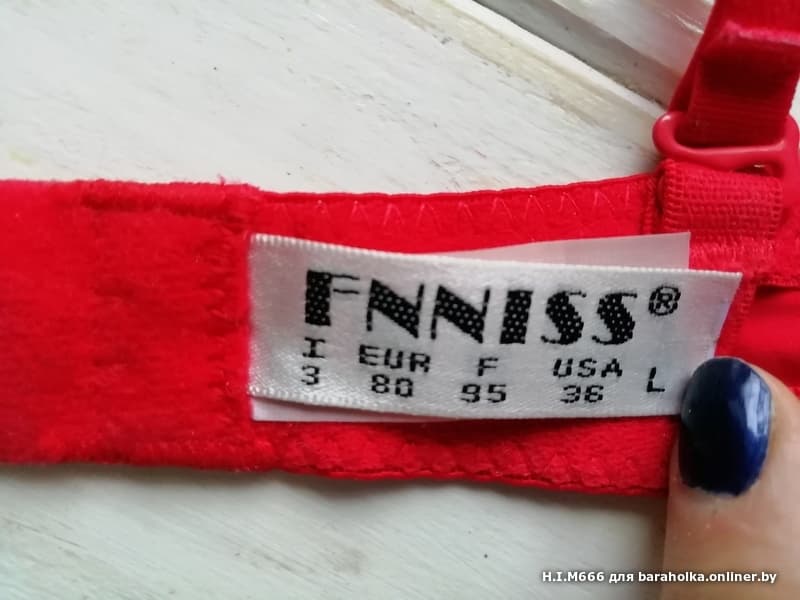 FNNISS®
I EUR F USA L
3 80 95 36
H.I.M666 для baraholka.onliner.by